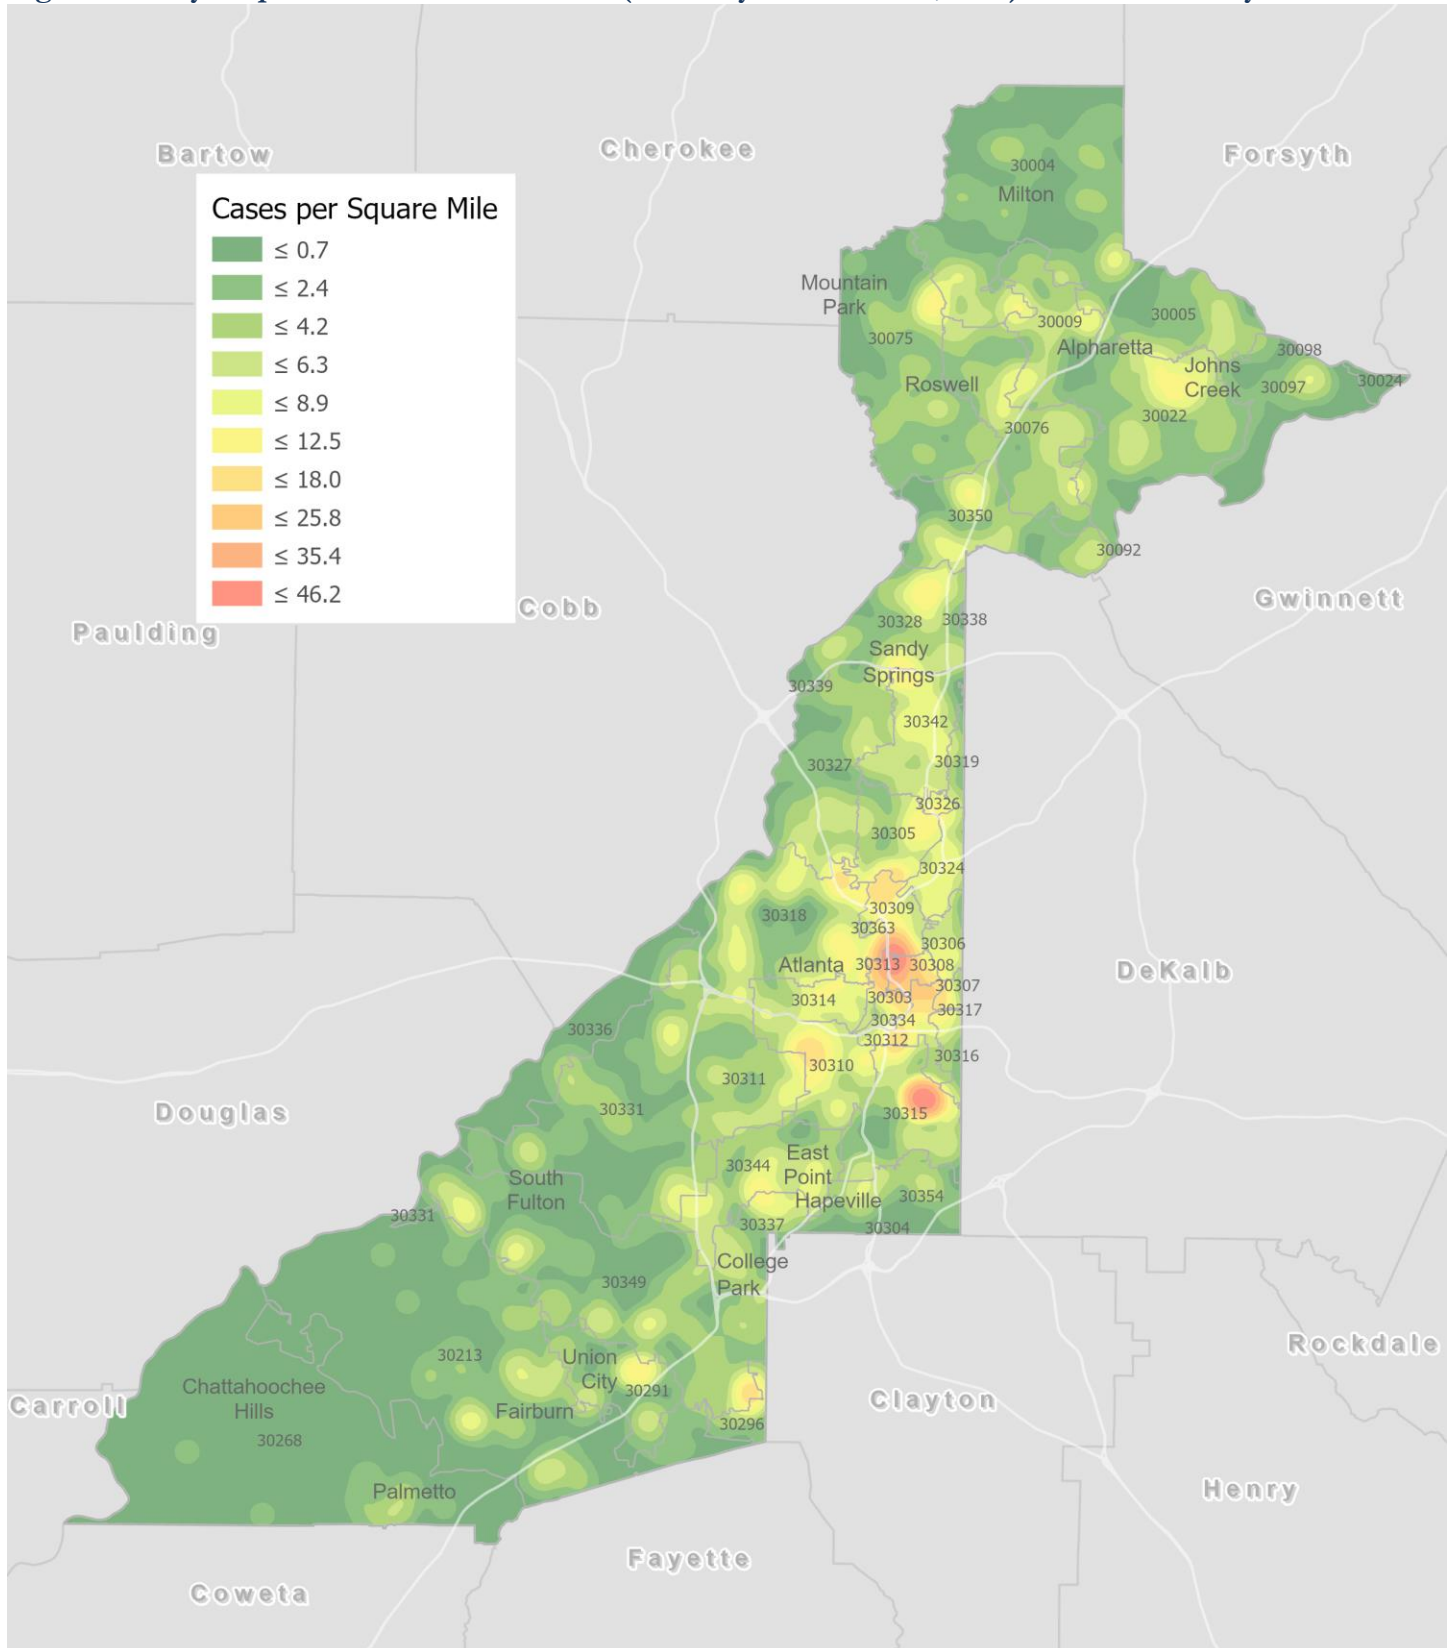 Bartow
Cherokee
Forsyth
Cases per Square Mile
≤ 0.7
≤ 2.4
≤ 4.2
≤ 6.3
≤ 8.9
≤ 12.5
≤ 18.0
≤ 25.8
≤ 35.4
≤ 46.2
30004
Milton
Mountain
Park
30075
30009
30005
Alpharetta
30098
Johns
Creek
30097
30024
Roswell
30022
30076
30350
30092
Cobb
Gwinnett
Paulding
30328
30338
Sandy
Springs
30339
30342
30319
30327
30326
30305
30324
30309
30318
30363
30306
Atlanta
30313
30308
DeKalb
30307
30303
30314
30317
30334
30336
30312
30316
30310
30311
Douglas
30331
30315
East
Point
30344
South
Fulton
Hapeville
30354
30331
30337
30304
College
Park
30349
Rockdale
30213
Union
City
30291
Chattahoochee
Hills
Carroll
Clayton
Fairburn
30296
30268
Palmetto
Henry
Fayette
Coweta